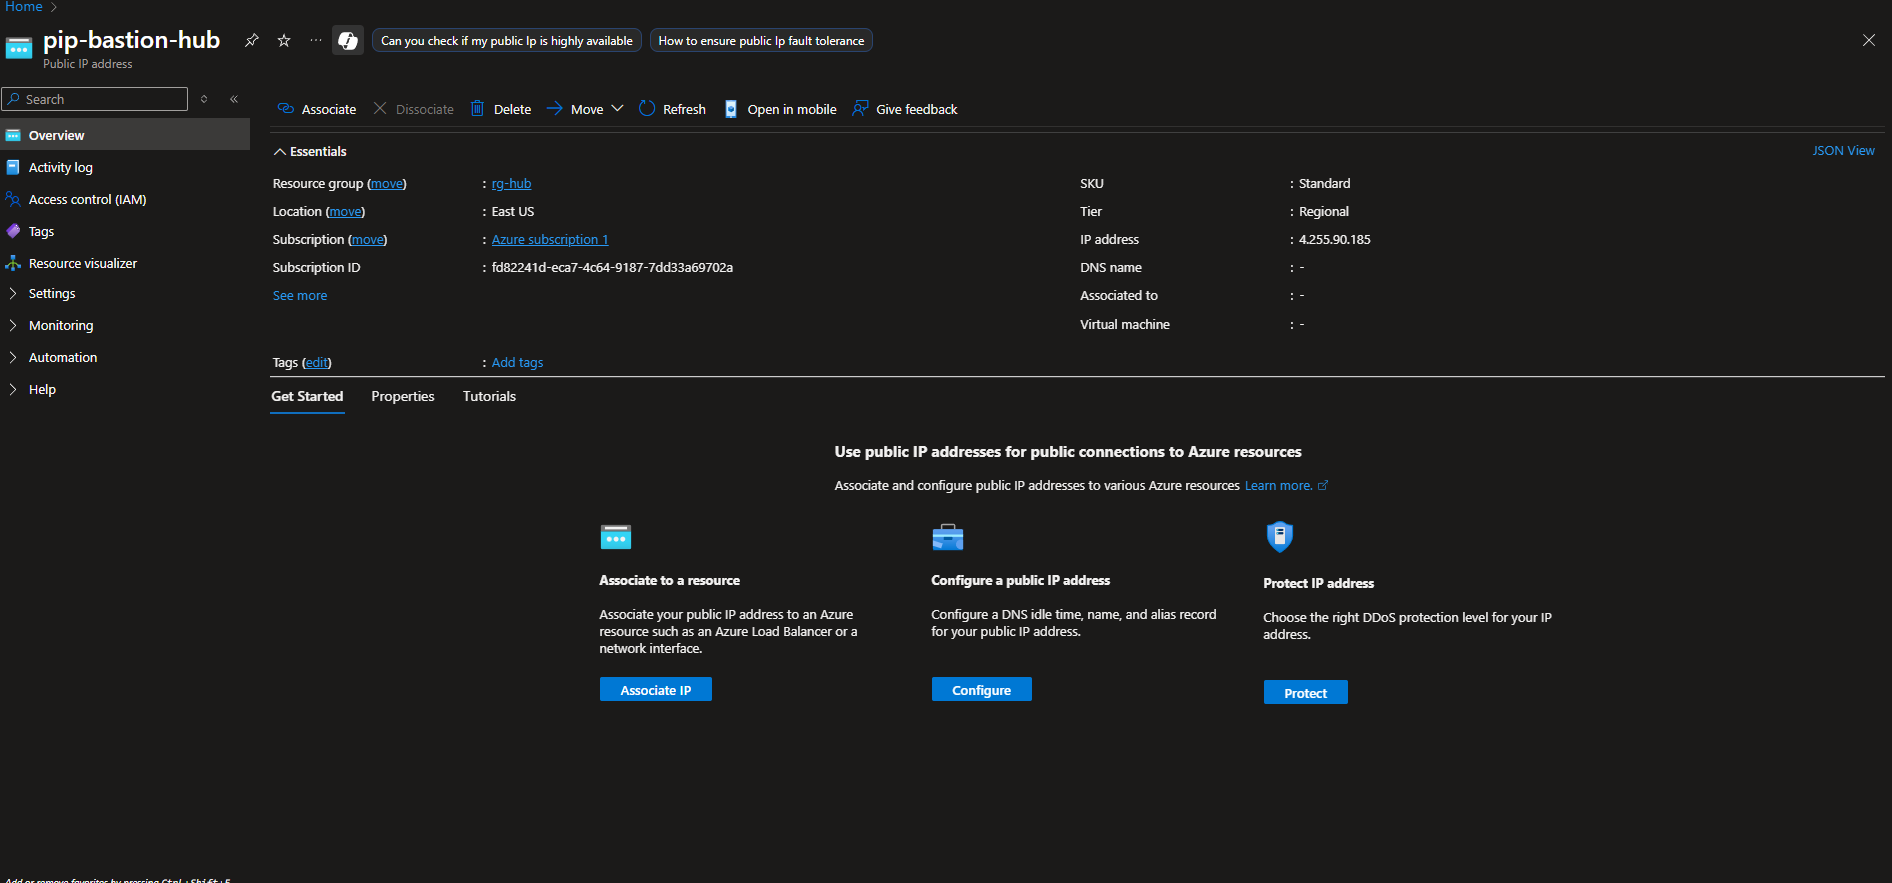 Home
pip-bastion-hub
Can you check if my public Ip is highly available
How to ensure public Ip fault tolerance
Public IP address
Search
Associate
Dissociate
Delete
Move
Refresh
Open in mobile
Give feedback
Overview
Activity log
Access control (IAM)
Tags
Resource visualizer
Settings
Monitoring
Automation
Help
Essentials
JSON View
Resource group (move) : rg-hub
Location (move) : East US
Subscription (move) : Azure subscription 1
Subscription ID : fd82241d-eca7-4c64-9187-7dd33a69702a
See more
SKU : Standard
Tier : Regional
IP address : 4.255.90.185
DNS name : -
Associated to : -
Virtual machine : -
Tags (edit) : Add tags
Get Started
Properties
Tutorials
Use public IP addresses for public connections to Azure resources
Associate and configure public IP addresses to various Azure resources Learn more.
Associate to a resource
Associate your public IP address to an Azure
resource such as an Azure Load Balancer or a
network interface.
Associate IP
Configure a public IP address
Configure a DNS idle time, name, and alias record
for your public IP address.
Configure
Protect IP address
Choose the right DDoS protection level for your IP
address.
Protect
Add or remove favorites by pressing Ctrl+Shift+F